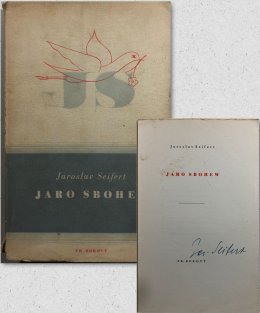 JS
Jaroslav Seifert
JARO SBOHEM
FR. BOROVÝ
Jaroslav Seifert
JARO SBOHEM
Jar. Seifert
FR. BOROVÝ